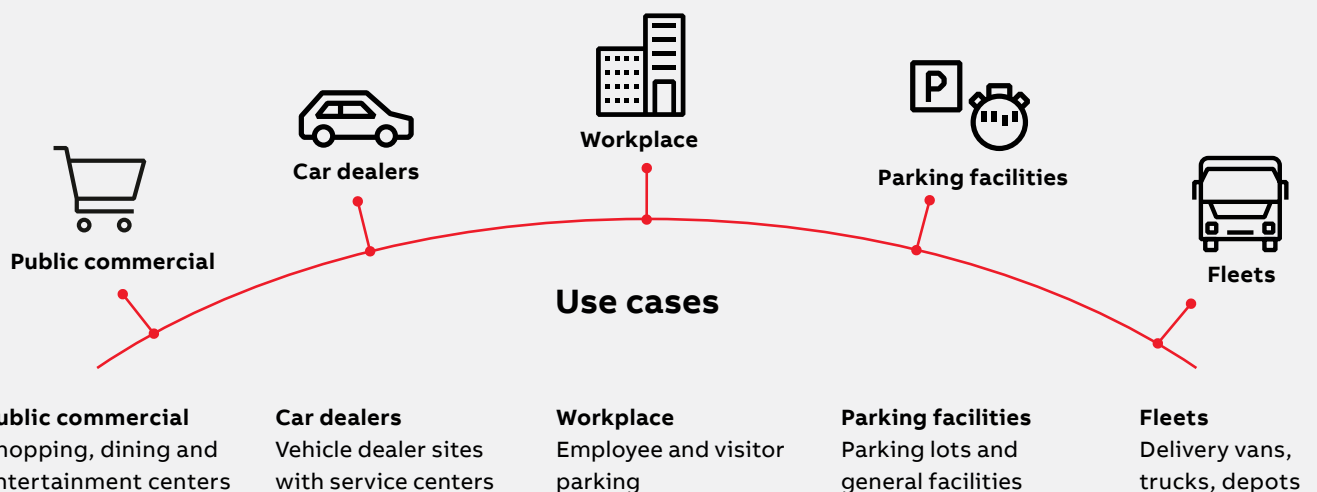 Workplace
Car dealers
Parking facilities
Public commercial
Fleets
Use cases
P
ublic commercial
hopping, dining and
ntertainment centers
Car dealers
Vehicle dealer sites
with service centers
Workplace
Employee and visitor
parking
Parking facilities
Parking lots and
general facilities
Fleets
Delivery vans,
trucks, depots